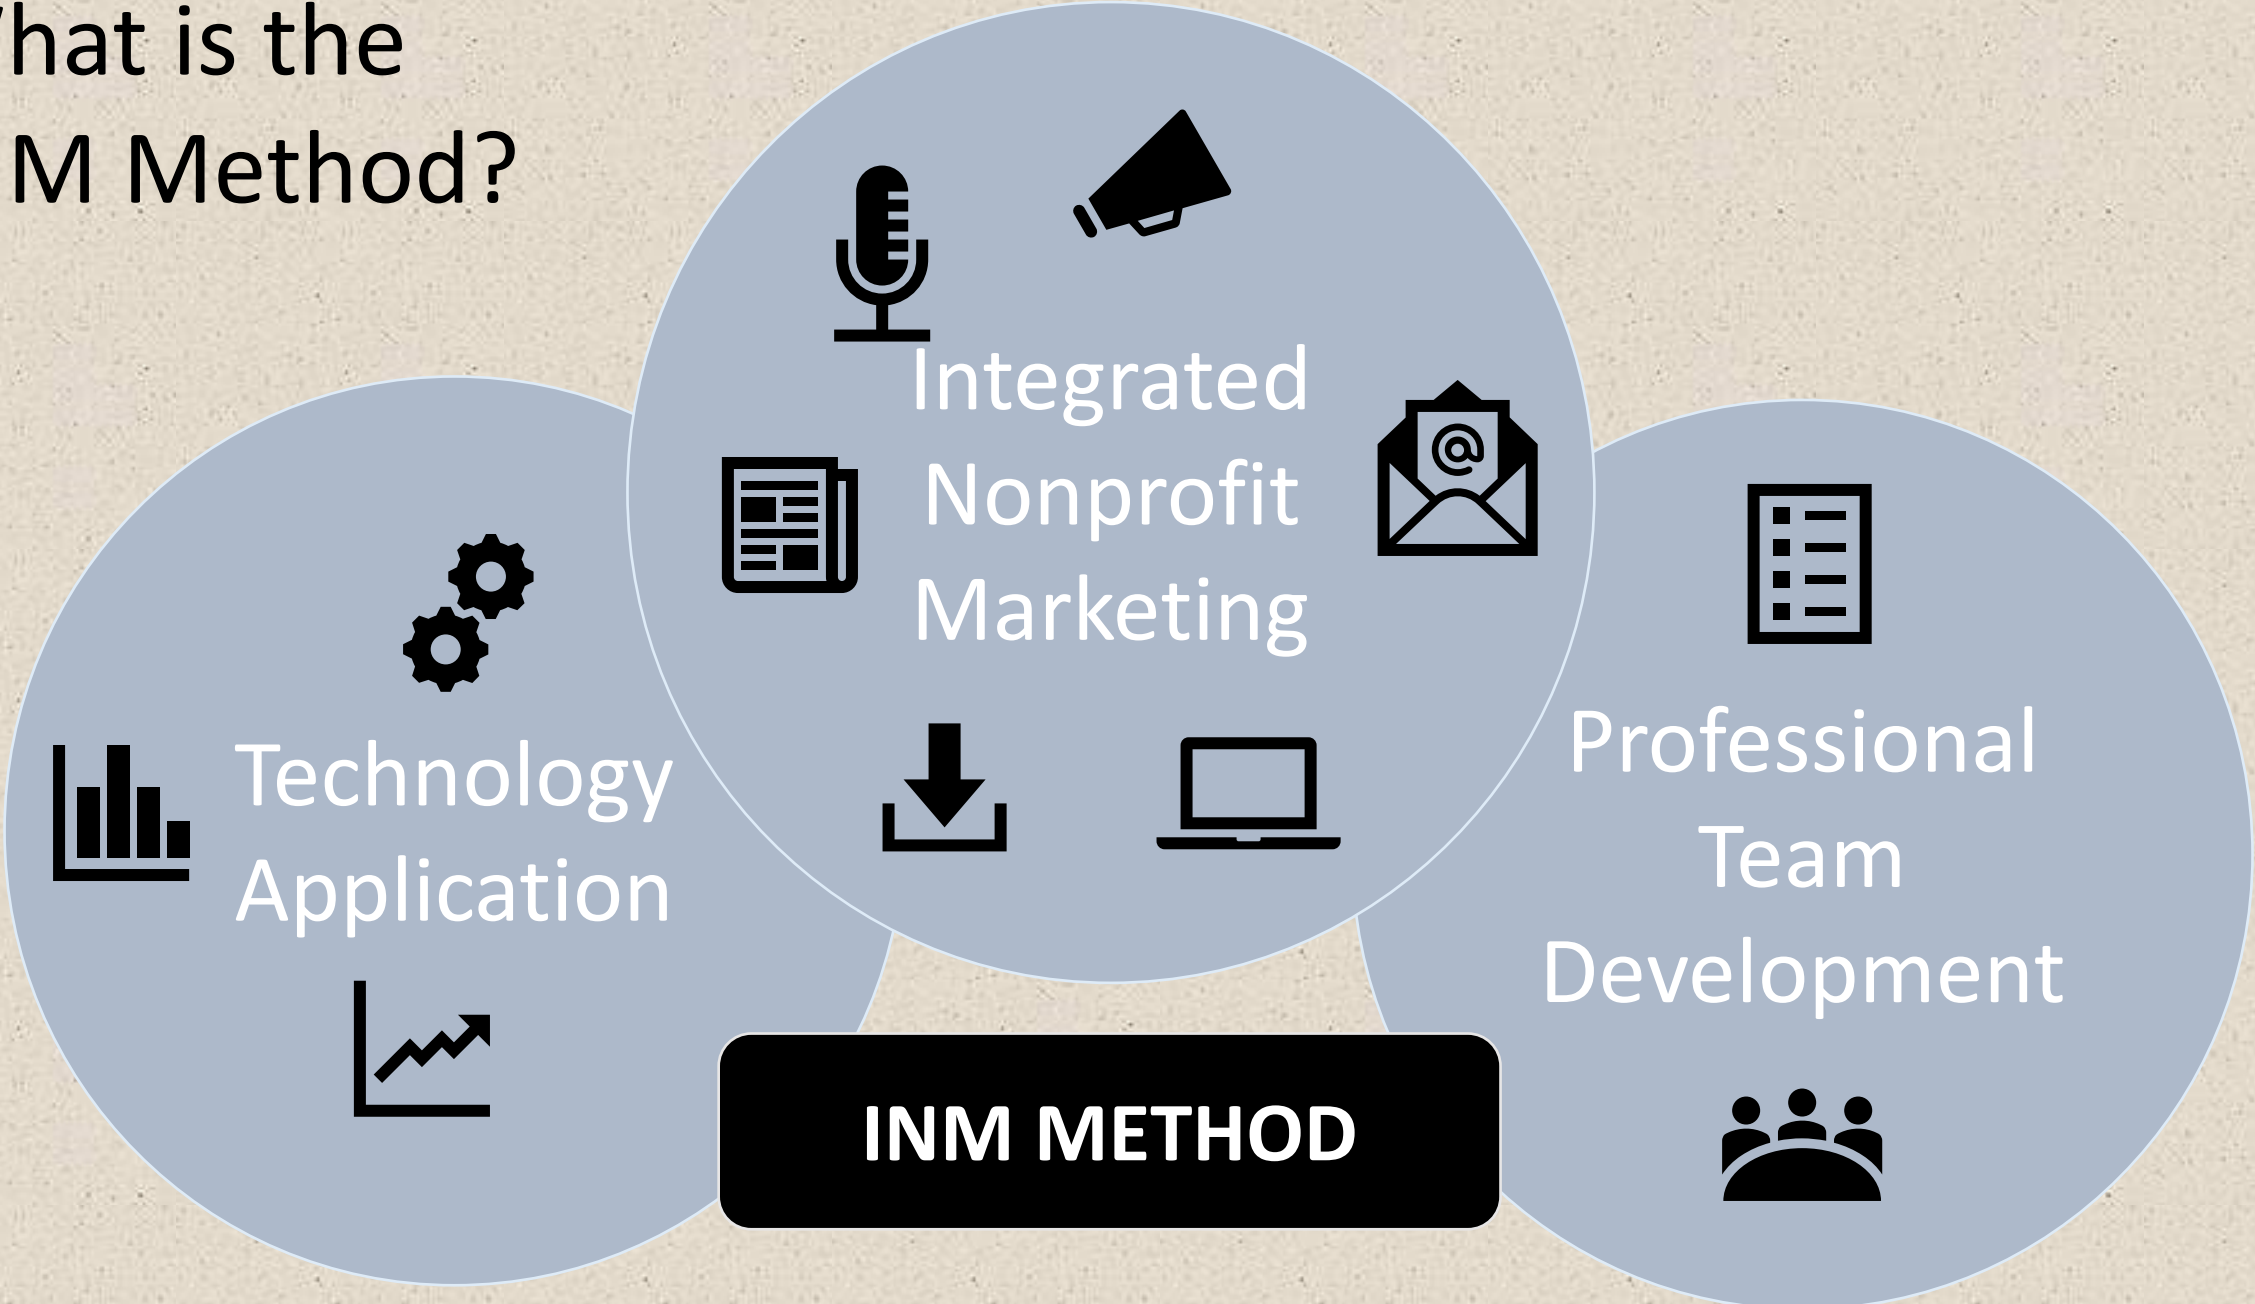 hat is the
M Method?
Integrated
Nonprofit
Marketing
@
Technology
Application
Professional
Team
Development
INM METHOD